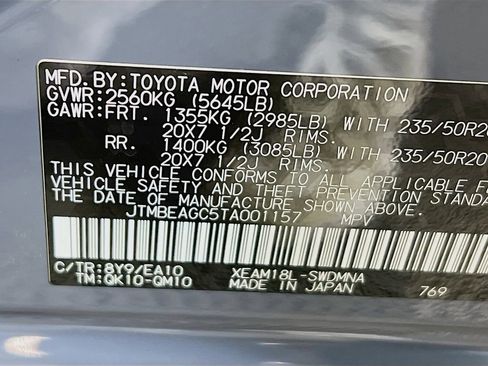 MFD. BY: TOYOTA MOTOR CORPORATION
GVWR: 2560KG (5645LB)
GAWR: FRT. 1355KG (2985LB) WITH 235/50R20
20X7 1/2J RIMS.
RR. 1400KG (3085LB) WITH 235/50R20
20X7 1/2J RIMS.
THIS VEHICLE CONFORMS TO ALL APPLICABLE
VEHICLE SAFETY AND THEFT PREVENTION STANDA
THE DATE OF MANUFACTURE SHOWN ABOVE.
JTMBEAGC5TA001157 MPV
C/TR: 8Y9/EA10 XEAM18L-SWDMNA
TM: QK10-QM10 MADE IN JAPAN 769